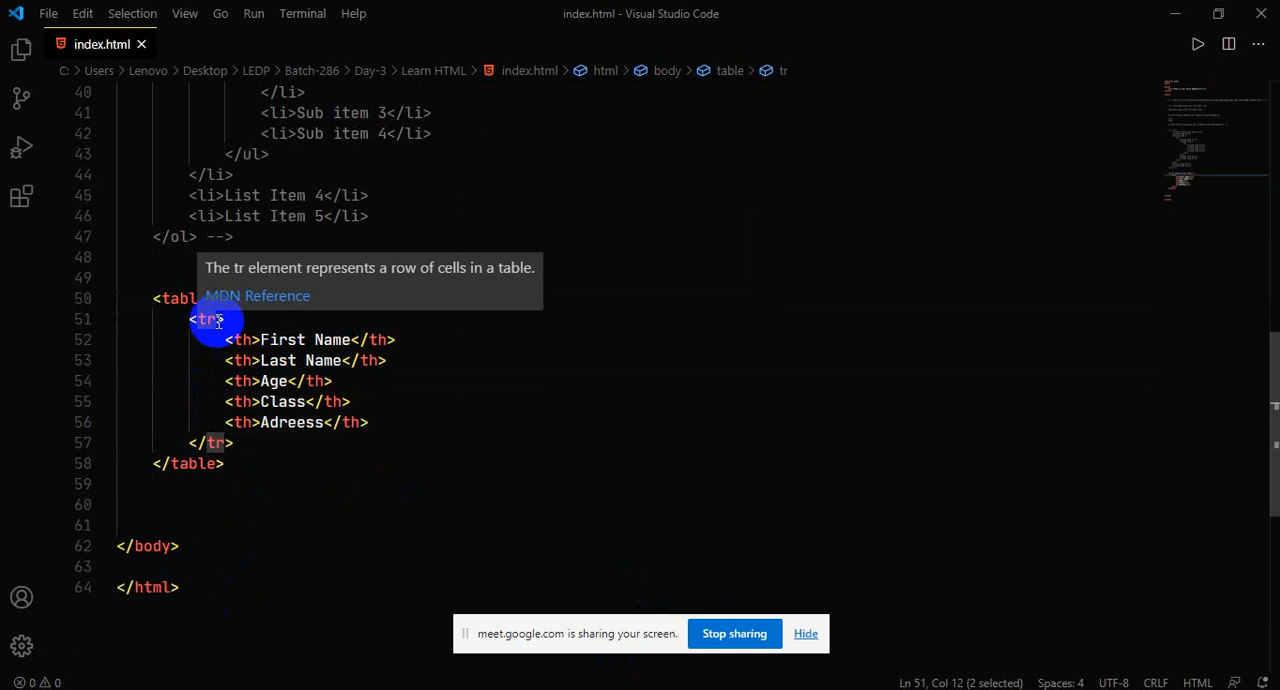 File Edit Selection View Go Run Terminal Help
index.html - Visual Studio Code
index.html
C: > Users > Lenovo > Desktop > LEDP > Batch-286 > Day-3 > Learn HTML > index.html > html > body > table > tr
40 </li>
41 <li>Sub item 3</li>
42 <li>Sub item 4</li>
43 </ul>
44 </li>
45 <li>List Item 4</li>
46 <li>List Item 5</li>
47 </ol> -->
48
The tr element represents a row of cells in a table.
49
MDN Reference
50 <tabl
51 <tr>
52 <th>First Name</th>
53 <th>Last Name</th>
54 <th>Age</th>
55 <th>Class</th>
56 <th>Adreess</th>
57 </tr>
58 </table>
59
60
61
62 </body>
63
64 </html>
meet.google.com is sharing your screen. Stop sharing Hide
0 0
Ln 51, Col 12 (2 selected) Spaces: 4 UTF-8 CRLF HTML